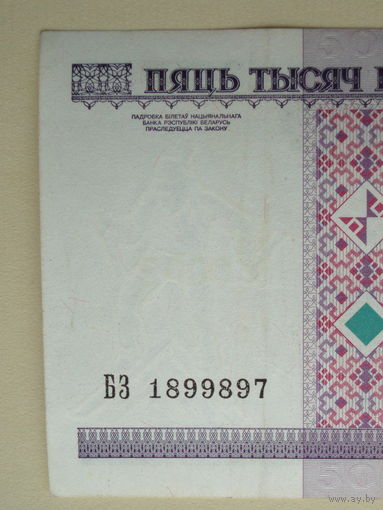 ПЯЦЬ ТЫСЯЧ
ПАДРОБКА БІЛЕТАЎ НАЦЫЯНАЛЬНАГА
БАНКА РЭСПУБЛІКІ БЕЛАРУСЬ
ПРАСЛЕДУЕЦЦА ПА ЗАКОНУ
БЗ 1899897
www.ay.by